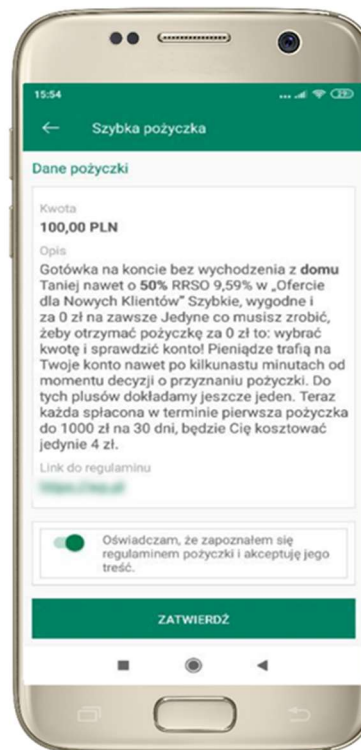 15:54
Szybka pożyczka
Dane pożyczki
Kwota
100,00 PLN
Opis
Gotówka na koncie bez wychodzenia z domu
Taniej nawet o 50% RRSO 9,59% w „Ofercie
dla Nowych Klientów” Szybkie, wygodne i
za 0 zł na zawsze Jedyne co musisz zrobić,
żeby otrzymać pożyczkę za 0 zł to: wybrać
kwotę i sprawdzić konto! Pieniądze trafią na
Twoje konto nawet po kilkunastu minutach od
momentu decyzji o przyznaniu pożyczki. Do
tych plusów dokładamy jeszcze jeden. Teraz
każda spłacona w terminie pierwsza pożyczka
do 1000 zł na 30 dni, będzie Cię kosztować
jedynie 4 zł.
Link do regulaminu
Oświadczam, że zapoznałem się
regulaminem pożyczki i akceptuję jego
treść.
ZATWIERDŹ